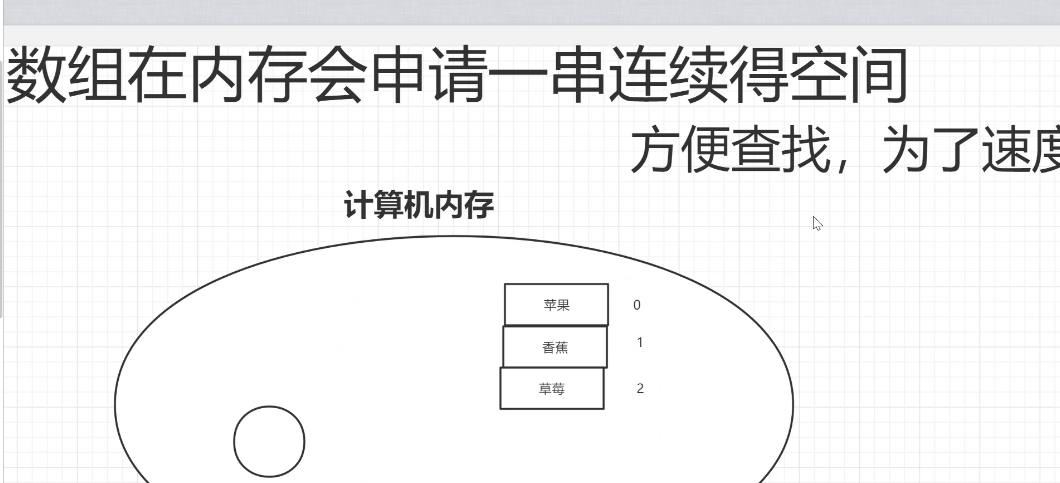 数组在内存会申请一串连续得空间
方便查找，为了速度
计算机内存
苹果 0
香蕉 1
草莓 2